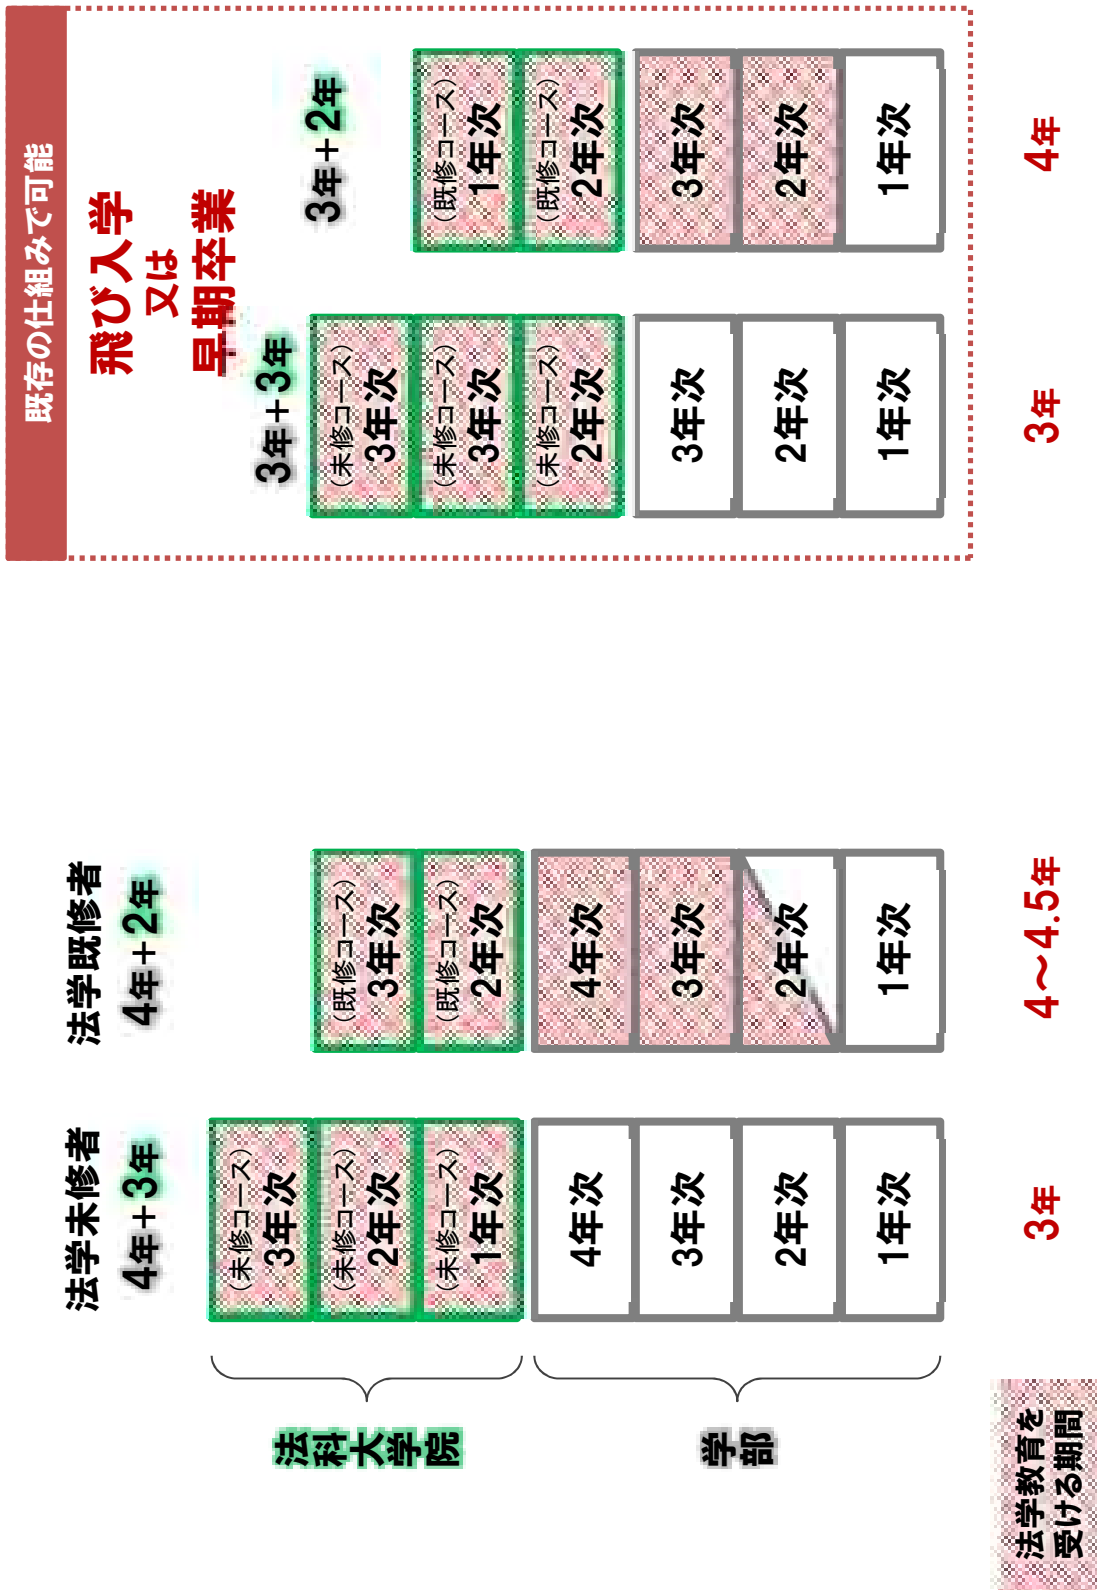 既存の仕組みで可能
飛び入学
又は
早期卒業
法学未修者
4年+3年
法学既修者
4年+2年
3年+3年
3年+2年
法科大学院
(未修コース)
3年次
(未修コース)
2年次
(未修コース)
1年次
(既修コース)
3年次
(既修コース)
2年次
(未修コース)
3年次
(未修コース)
3年次
(未修コース)
2年次
(既修コース)
1年次
(既修コース)
2年次
学部
4年次
3年次
2年次
1年次
4年次
3年次
2年次
1年次
3年次
2年次
1年次
3年次
2年次
1年次
法学教育を
受ける期間
3年
4〜4.5年
3年
4年